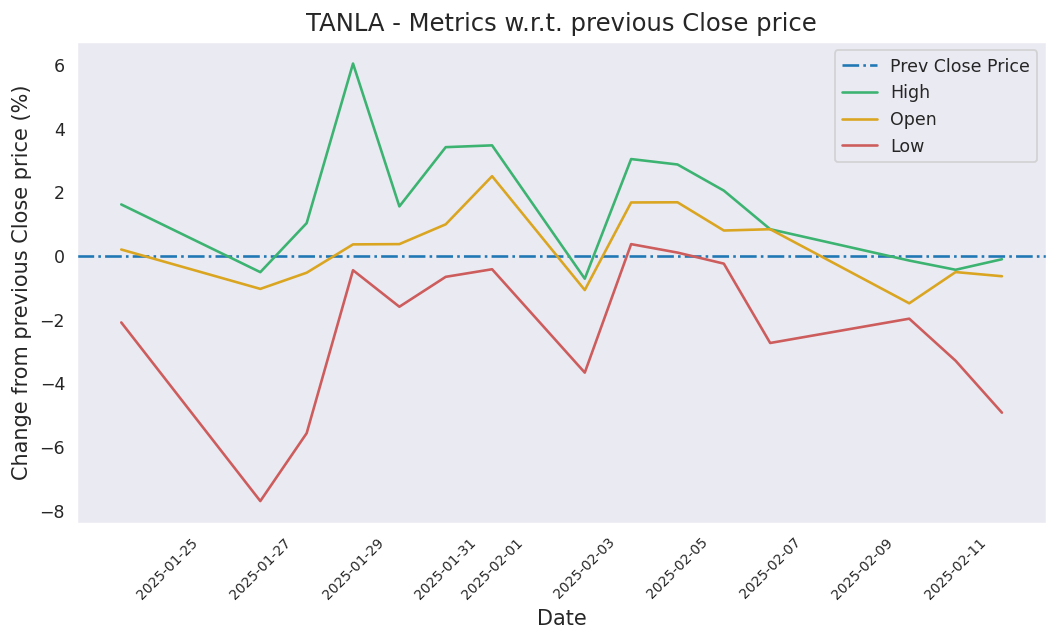 TANLA - Metrics w.r.t. previous Close price
Change from previous Close price (%)
6
4
2
0
−2
−4
−6
−8
Prev Close Price
High
Open
Low
2025-01-25
2025-01-27
2025-01-29
2025-01-31
2025-02-01
2025-02-03
2025-02-05
2025-02-07
2025-02-09
2025-02-11
Date